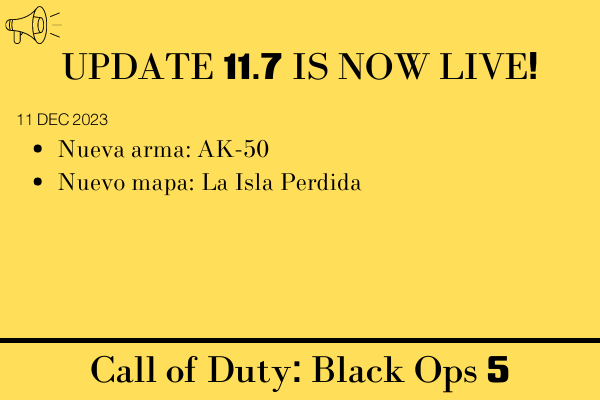 UPDATE 11.7 IS NOW LIVE!
11 DEC 2023
• Nueva arma: AK-50
• Nuevo mapa: La Isla Perdida
Call of Duty: Black Ops 5